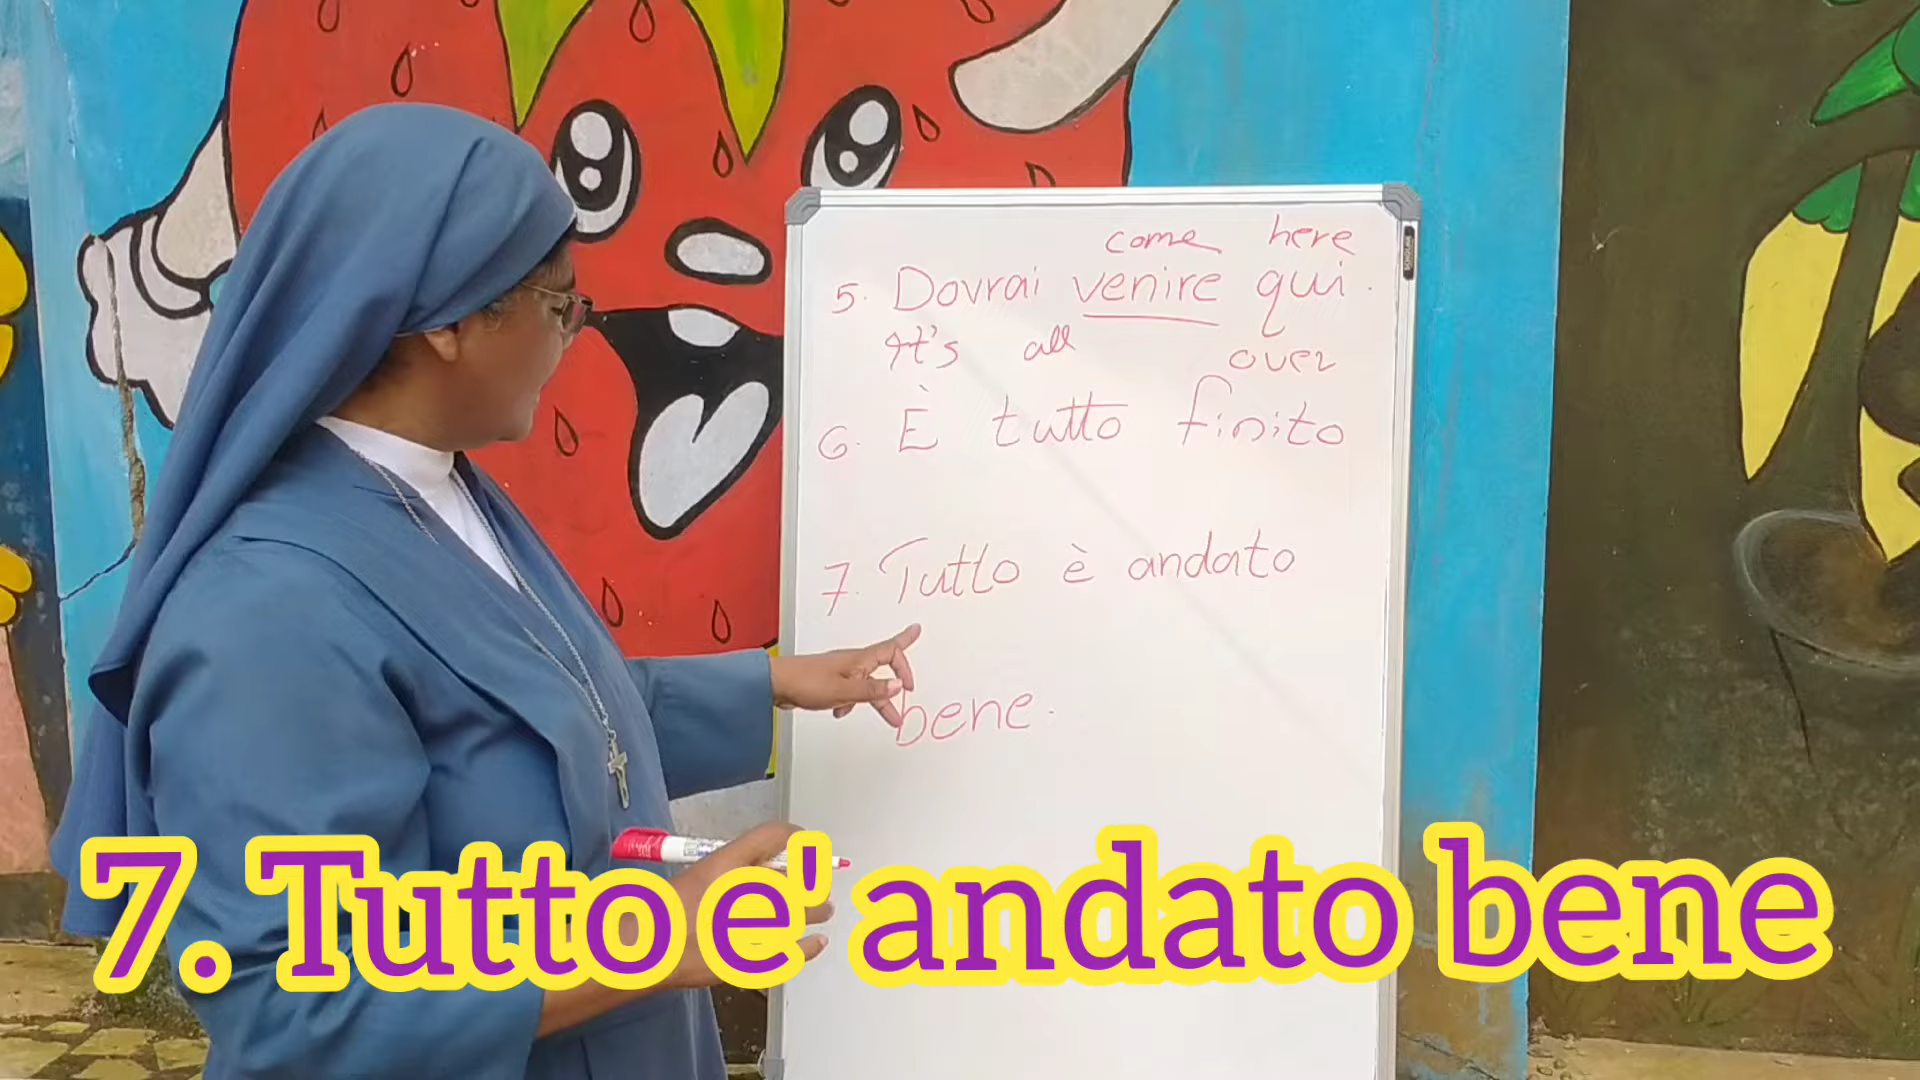 come here
5. Dovrai venire qui.
It's all over
6. È tutto finito
7. Tutto è andato
bene.
7. Tutto e' andato bene